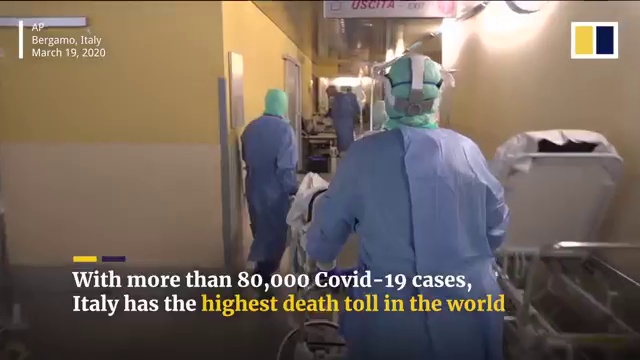 USCITA - EXIT
AP
Bergamo, Italy
March 19, 2020
With more than 80,000 Covid-19 cases,
Italy has the highest death toll in the world